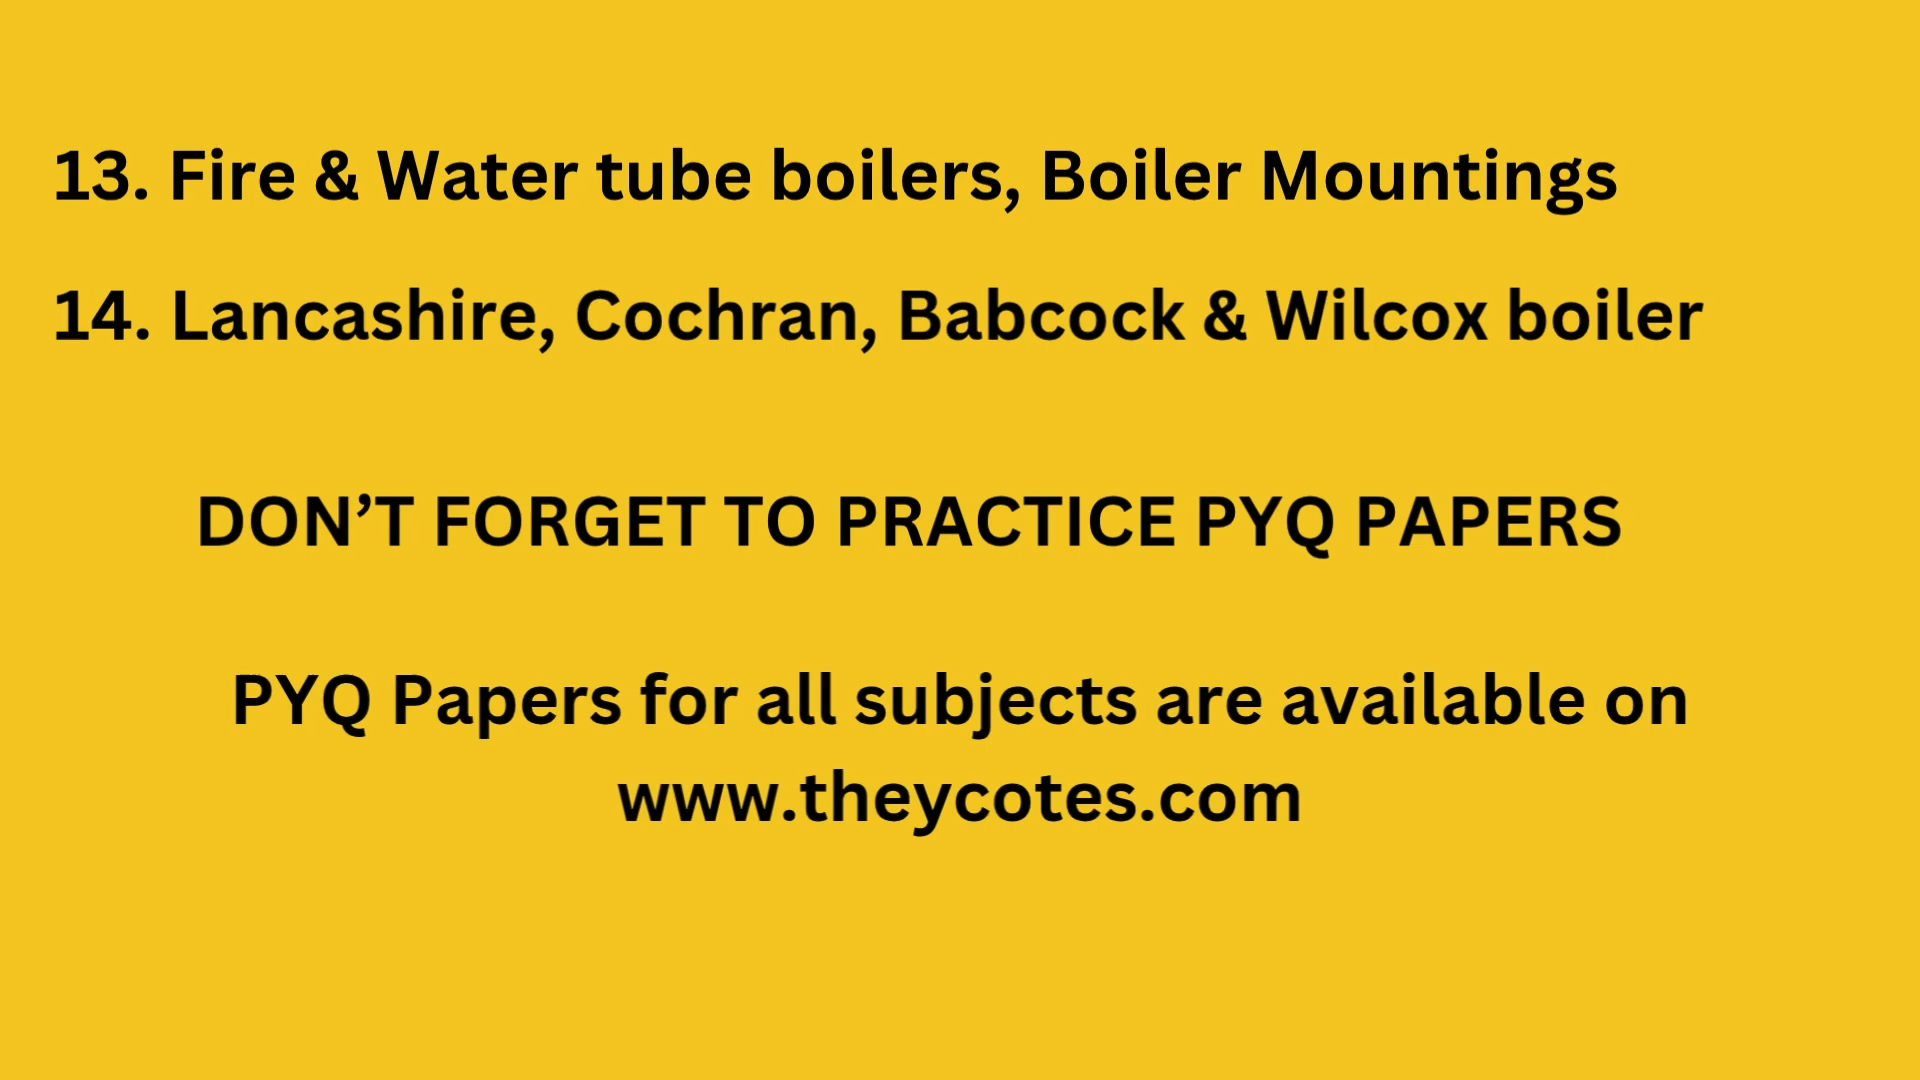 13. Fire & Water tube boilers, Boiler Mountings
14. Lancashire, Cochran, Babcock & Wilcox boiler
DON’T FORGET TO PRACTICE PYQ PAPERS
PYQ Papers for all subjects are available on
www.theycotes.com